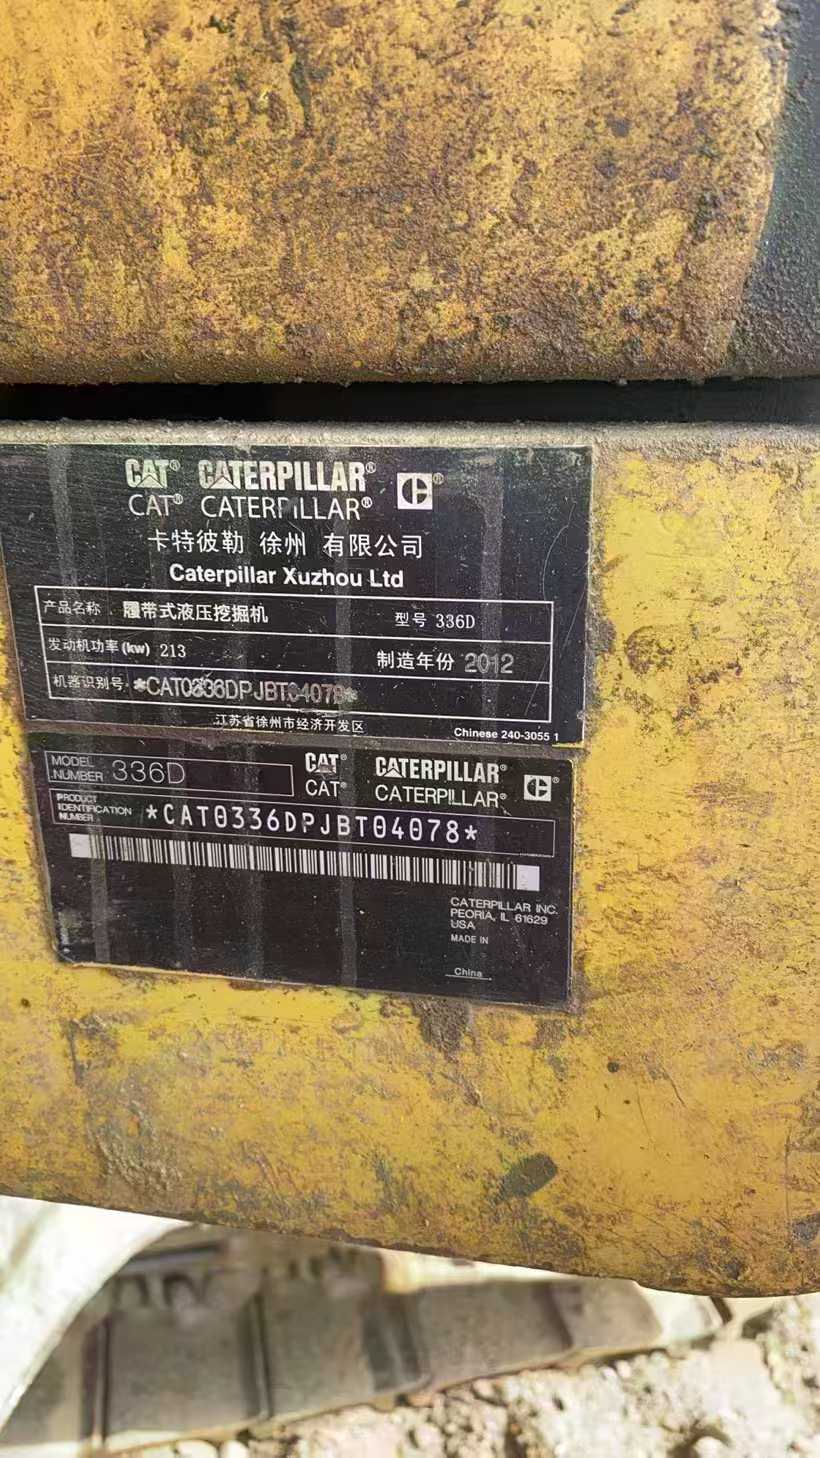 CAT® CATERPILLAR® C®
CAT® CATERPILLAR®
卡特彼勒 徐州 有限公司
Caterpillar Xuzhou Ltd
产品名称 履带式液压挖掘机 型号 336D
发动机功率(kw) 213 制造年份 2012
机器识别号 *CAT0336DPJBT04078*
江苏省徐州市经济开发区 Chinese 240-3055 1
MODEL NUMBER 336D
CAT® CATERPILLAR® C®
CAT® CATERPILLAR®
PRODUCT IDENTIFICATION NUMBER *CAT0336DPJBT04078*
CATERPILLAR INC.
PEORIA, IL 61629
USA
MADE IN
China